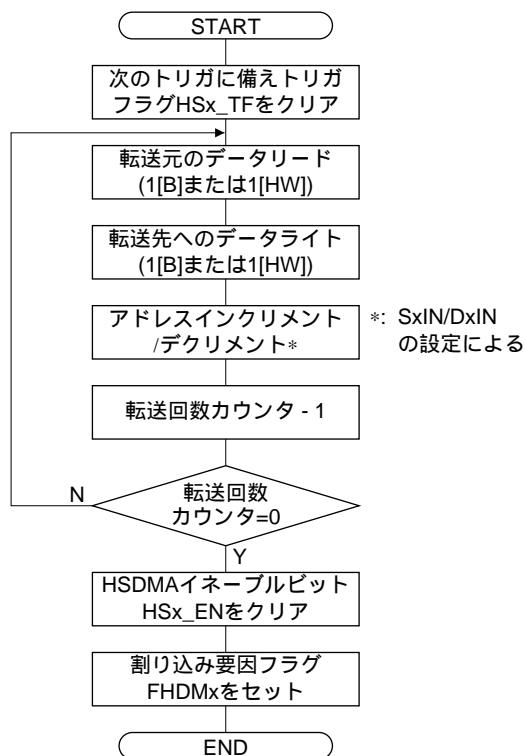 START
次のトリガに備えトリガ
フラグHSx_TFをクリア
転送元のデータリード
(1[B]または1[HW])
転送先へのデータライト
(1[B]または1[HW])
アドレスインクリメント
/デクリメント*
*: SxIN/DxIN
の設定による
転送回数カウンタ - 1
転送回数
カウンタ=0
N
Y
HSDMAイネーブルビット
HSx_ENをクリア
割り込み要因フラグ
FHDMxをセット
END